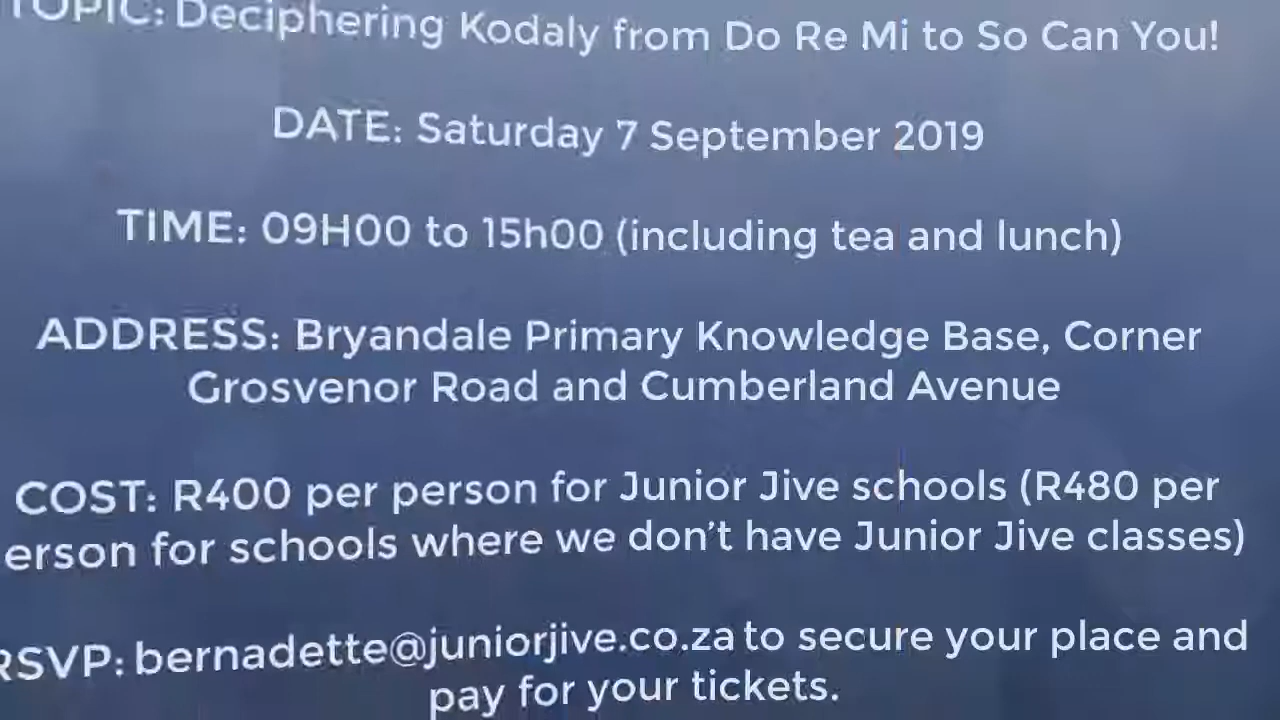 TOPIC: Deciphering Kodaly from Do Re Mi to So Can You!
DATE: Saturday 7 September 2019
TIME: 09H00 to 15h00 (including tea and lunch)
ADDRESS: Bryandale Primary Knowledge Base, Corner
Grosvenor Road and Cumberland Avenue
COST: R400 per person for Junior Jive schools (R480 per
erson for schools where we don't have Junior Jive classes)
RSVP: bernadette@juniorjive.co.za to secure your place and
pay for your tickets.